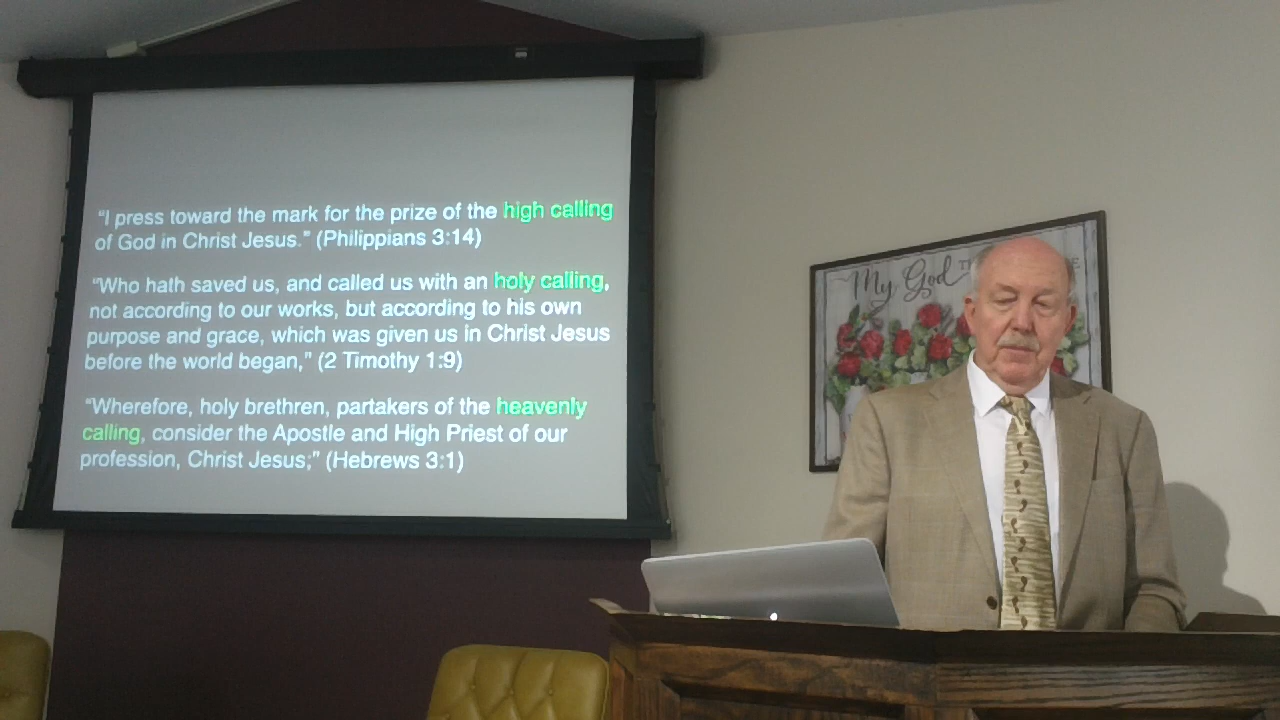 “I press toward the mark for the prize of the high calling
of God in Christ Jesus.” (Philippians 3:14)
“Who hath saved us, and called us with an holy calling,
not according to our works, but according to his own
purpose and grace, which was given us in Christ Jesus
before the world began,” (2 Timothy 1:9)
“Wherefore, holy brethren, partakers of the heavenly
calling, consider the Apostle and High Priest of our
profession, Christ Jesus;” (Hebrews 3:1)
My God